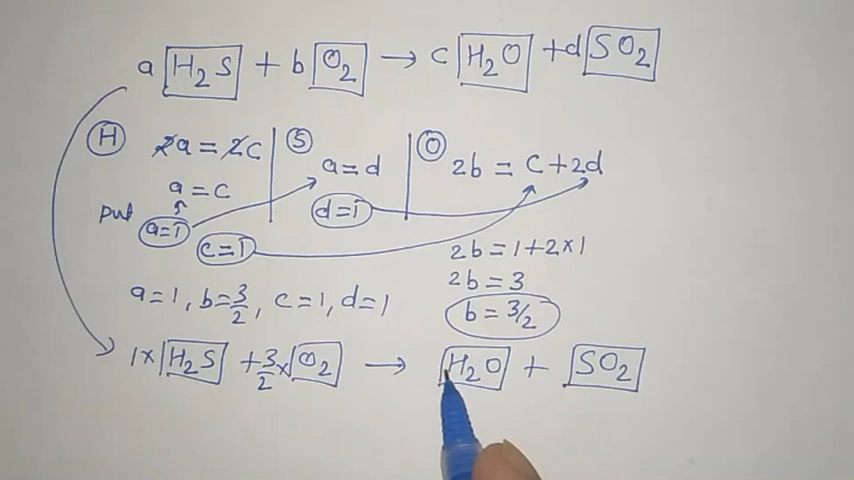 a H₂S + b O₂ → c H₂O + d SO₂
H 2a = 2c
a = c
put a=1
c=1
S a=d
d=1
O 2b = c+2d
2b = 1+2×1
2b = 3
b = 3/2
a=1, b=3/2, c=1, d=1
1× H₂S + 3/2 × O₂ → H₂O + SO₂